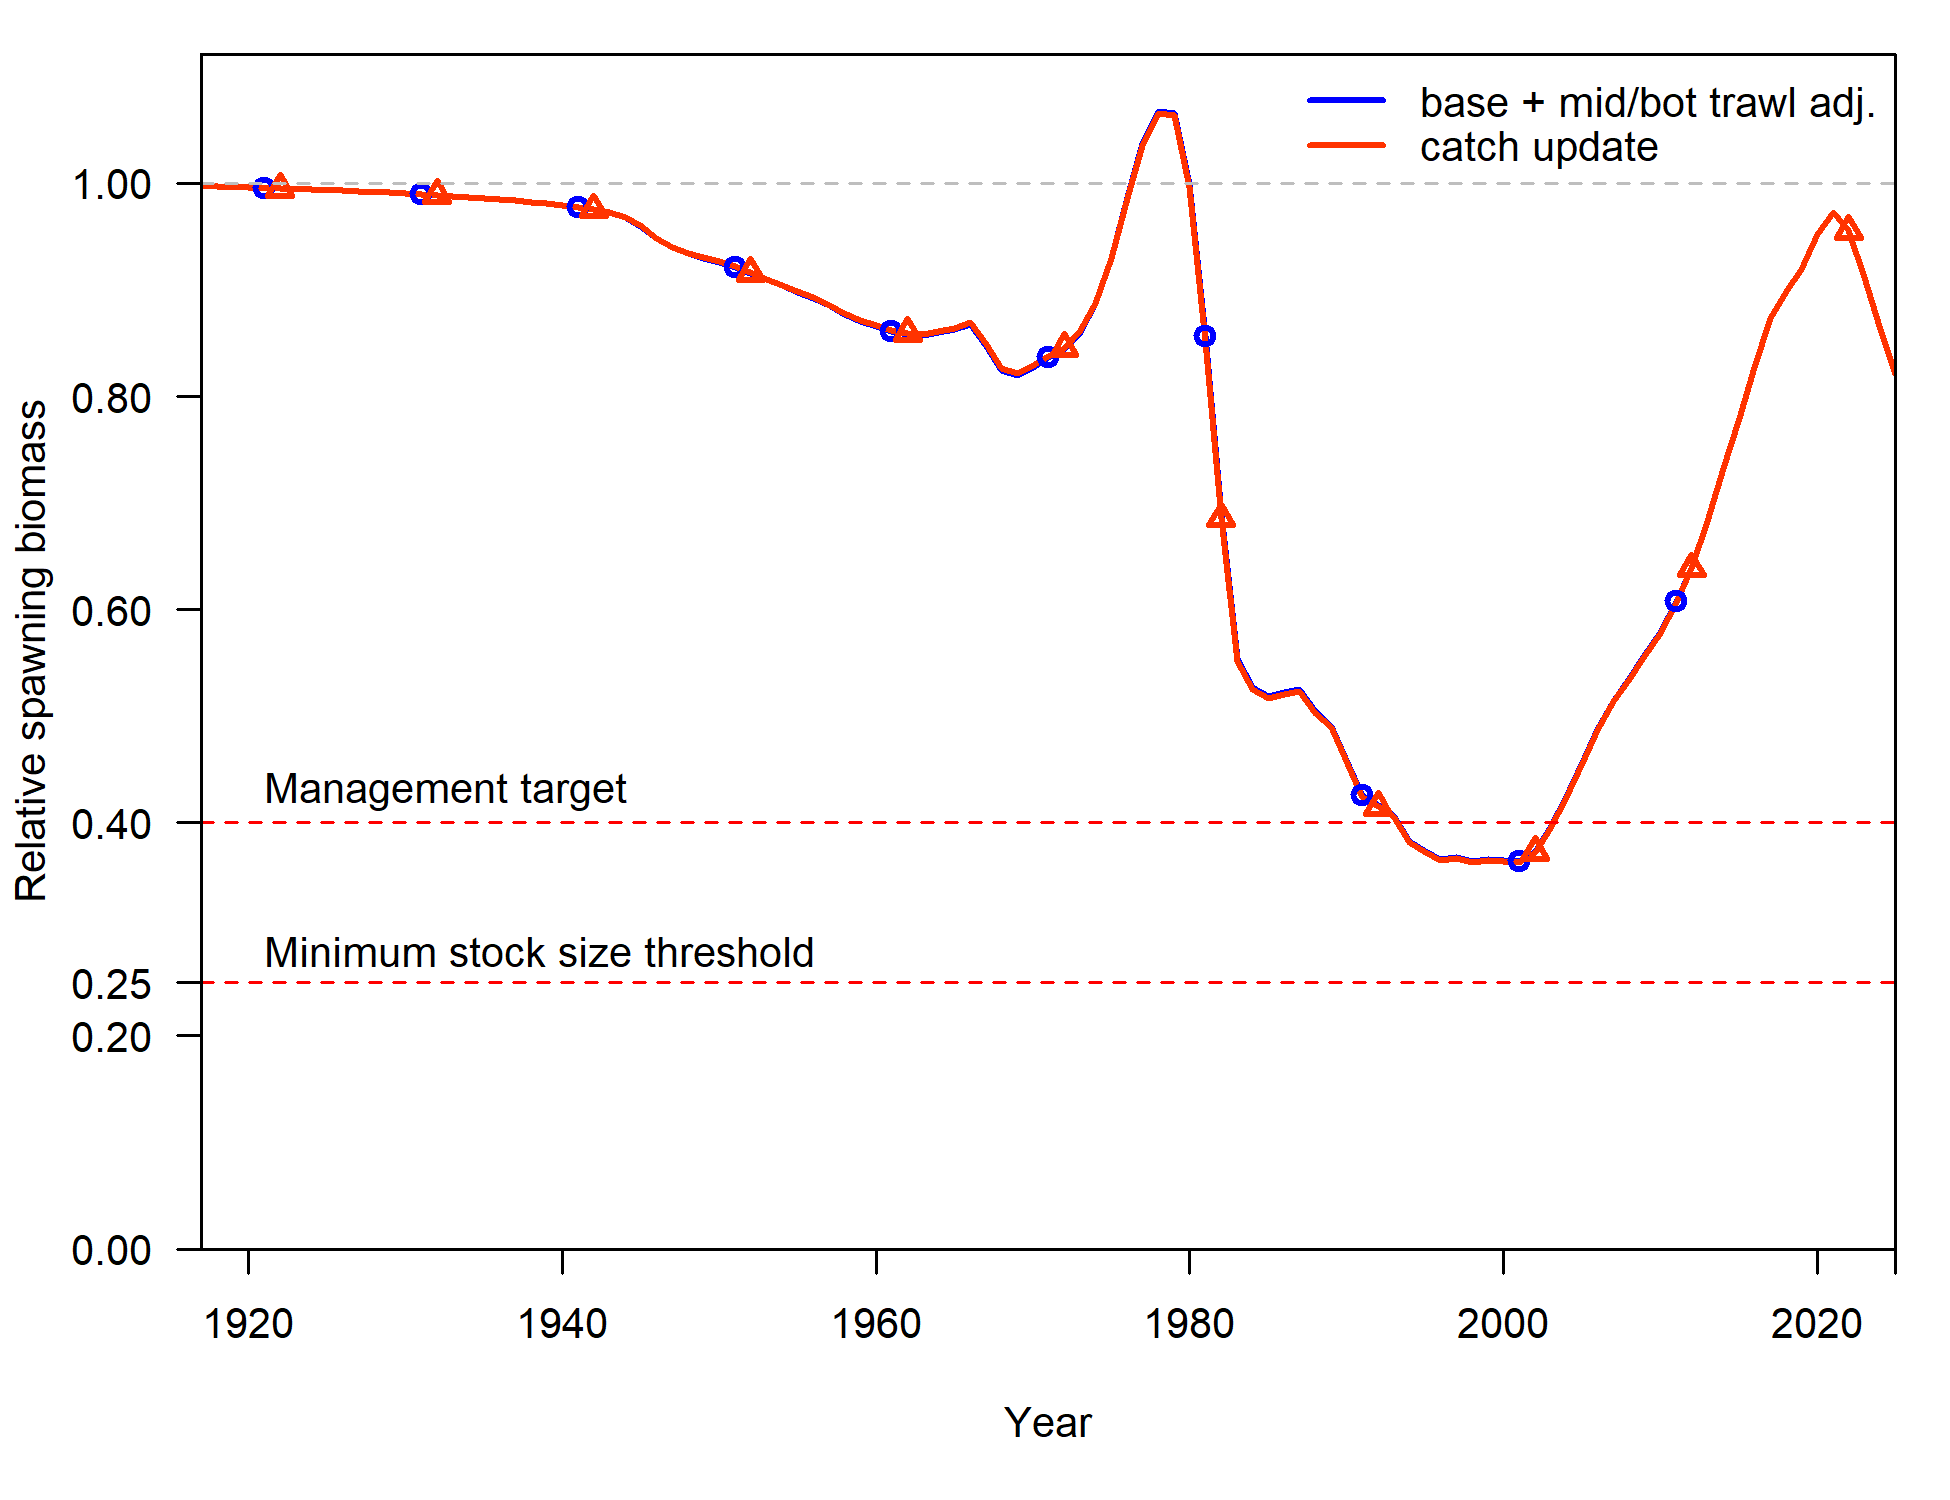 base + mid/bot trawl adj.
catch update
Relative spawning biomass
1.00
0.80
0.60
0.40
0.25
0.20
0.00
Management target
Minimum stock size threshold
1920
1940
1960
1980
2000
2020
Year